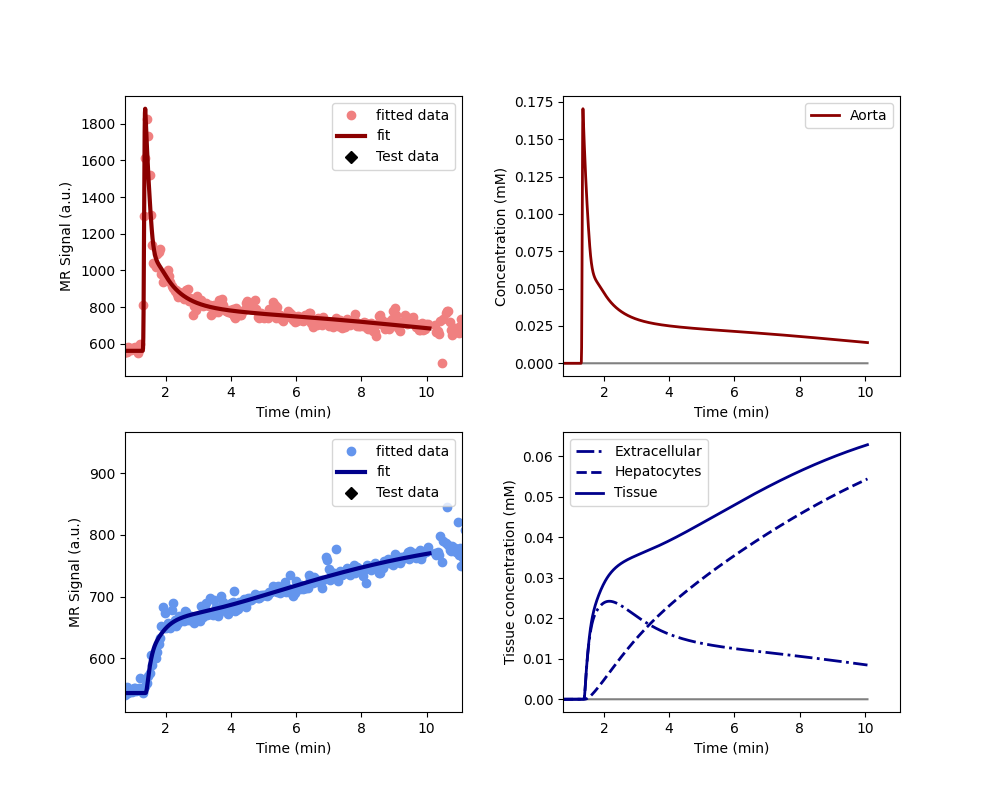 MR Signal (a.u.)
1800
1600
1400
1200
1000
800
600
2 4 6 8 10
Time (min)
fitted data
fit
Test data
Concentration (mM)
0.175
0.150
0.125
0.100
0.075
0.050
0.025
0.000
2 4 6 8 10
Time (min)
Aorta
MR Signal (a.u.)
900
800
700
600
2 4 6 8 10
Time (min)
fitted data
fit
Test data
Tissue concentration (mM)
0.06
0.05
0.04
0.03
0.02
0.01
0.00
2 4 6 8 10
Time (min)
Extracellular
Hepatocytes
Tissue